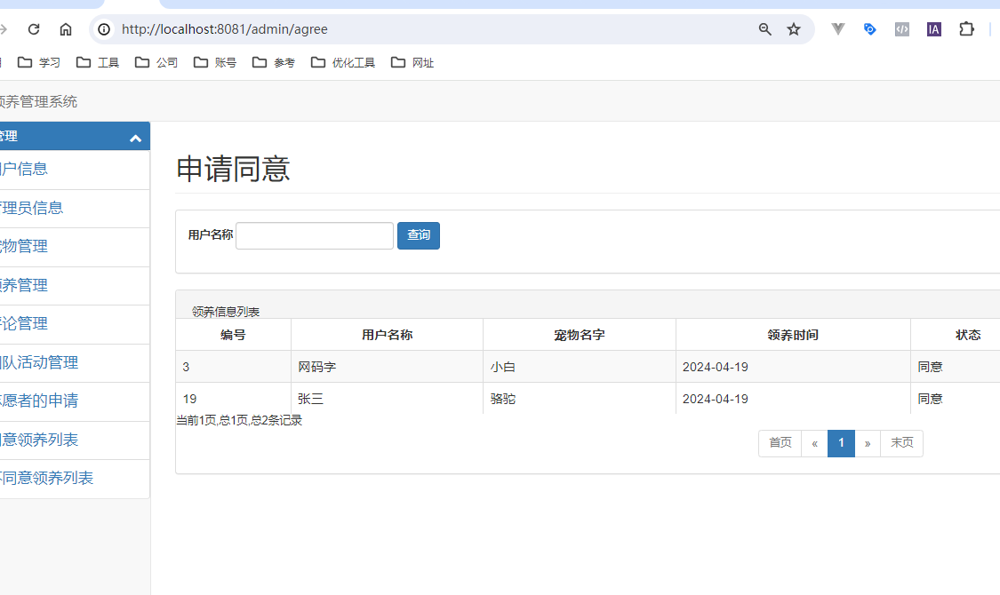 http://localhost:8081/admin/agree
学习 工具 公司 账号 参考 优化工具 网址
养管理系统
管理
户信息
理员信息
物管理
养管理
论管理
队活动管理
愿者的申请
意领养列表
同意领养列表
申请同意
用户名称 查询
领养信息列表
编号 用户名称 宠物名字 领养时间 状态
3 网码字 小白 2024-04-19 同意
19 张三 骆驼 2024-04-19 同意
当前1页,总1页,总2条记录
首页 « 1 » 末页
IA